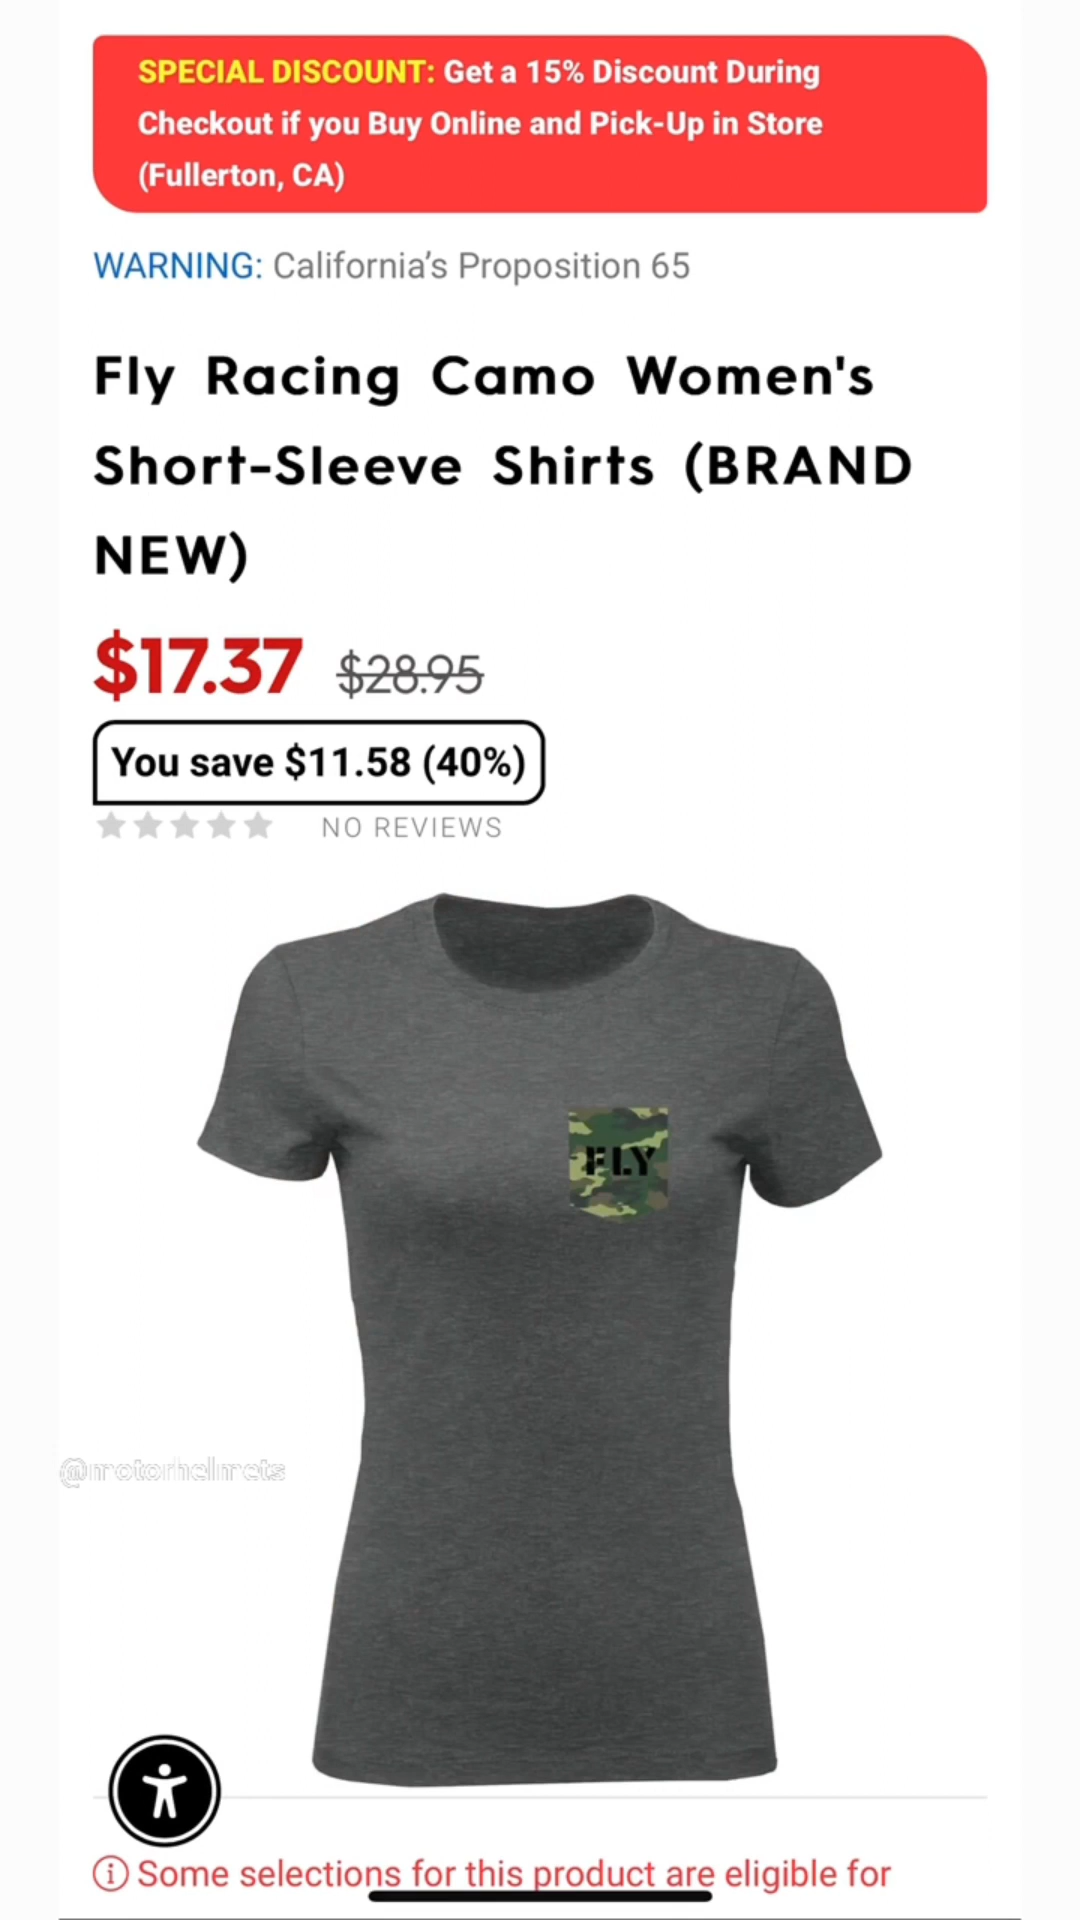 SPECIAL DISCOUNT: Get a 15% Discount During
Checkout if you Buy Online and Pick-Up in Store
(Fullerton, CA)
WARNING: California’s Proposition 65
Fly Racing Camo Women's
Short-Sleeve Shirts (BRAND
NEW)
$17.37 $28.95
You save $11.58 (40%)
NO REVIEWS
FLY
@motorhelmets
Some selections for this product are eligible for